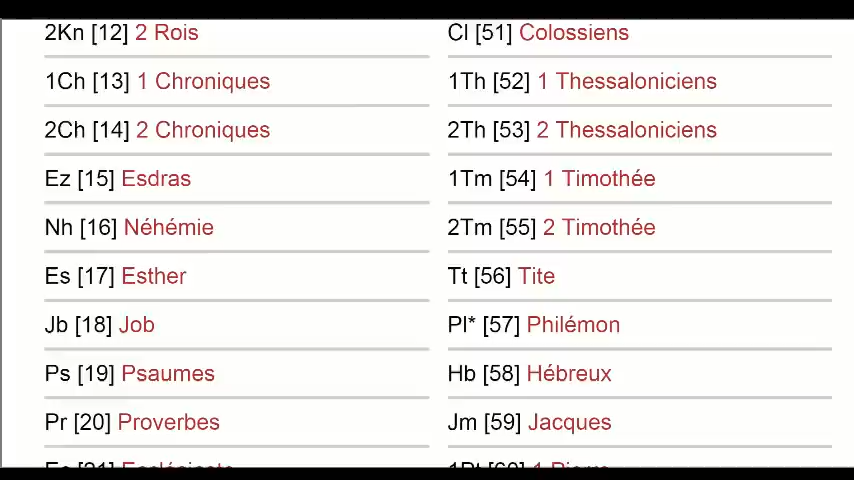 2Kn [12] 2 Rois
1Ch [13] 1 Chroniques
2Ch [14] 2 Chroniques
Ez [15] Esdras
Nh [16] Néhémie
Es [17] Esther
Jb [18] Job
Ps [19] Psaumes
Pr [20] Proverbes
Cl [51] Colossiens
1Th [52] 1 Thessaloniciens
2Th [53] 2 Thessaloniciens
1Tm [54] 1 Timothée
2Tm [55] 2 Timothée
Tt [56] Tite
Pl* [57] Philémon
Hb [58] Hébreux
Jm [59] Jacques